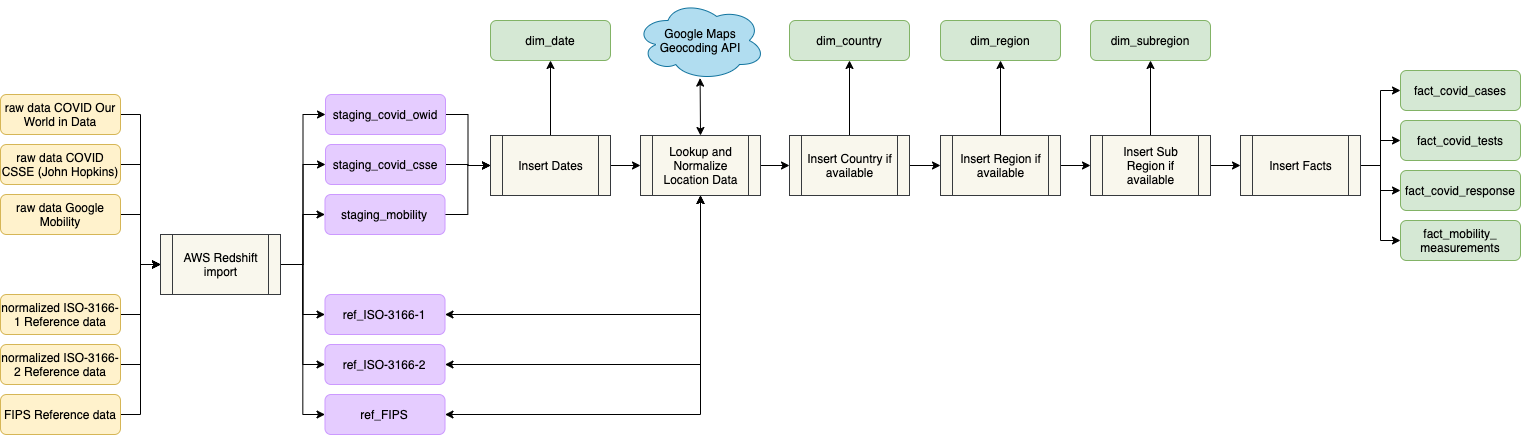 raw data COVID Our
World in Data
raw data COVID
CSSE (John Hopkins)
raw data Google
Mobility
normalized ISO-3166-
1 Reference data
normalized ISO-3166-
2 Reference data
FIPS Reference data
AWS Redshift
import
staging_covid_owid
staging_covid_csse
staging_mobility
ref_ISO-3166-1
ref_ISO-3166-2
ref_FIPS
dim_date
Insert Dates
Google Maps
Geocoding API
Lookup and
Normalize
Location Data
dim_country
Insert Country if
available
dim_region
Insert Region if
available
dim_subregion
Insert Sub
Region if
available
Insert Facts
fact_covid_cases
fact_covid_tests
fact_covid_response
fact_mobility_
measurements